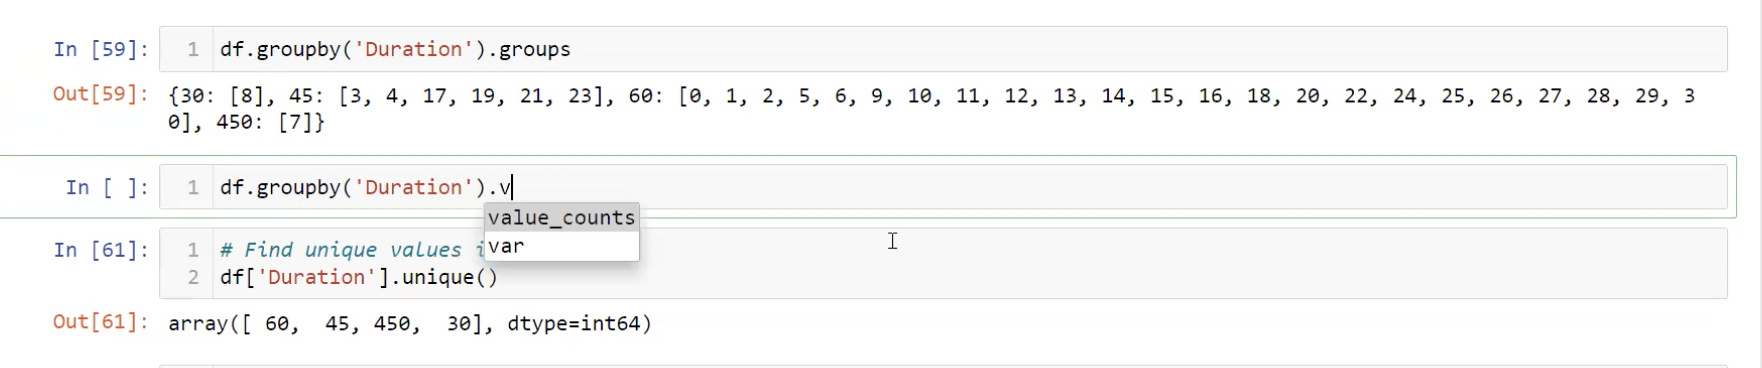 In [59]: 1 df.groupby('Duration').groups
Out[59]: {30: [8], 45: [3, 4, 17, 19, 21, 23], 60: [0, 1, 2, 5, 6, 9, 10, 11, 12, 13, 14, 15, 16, 18, 20, 22, 24, 25, 26, 27, 28, 29, 3
0], 450: [7]}
In [ ]: 1 df.groupby('Duration').v
value_counts
var
In [61]: 1 # Find unique values i
2 df['Duration'].unique()
Out[61]: array([ 60,  45, 450,  30], dtype=int64)